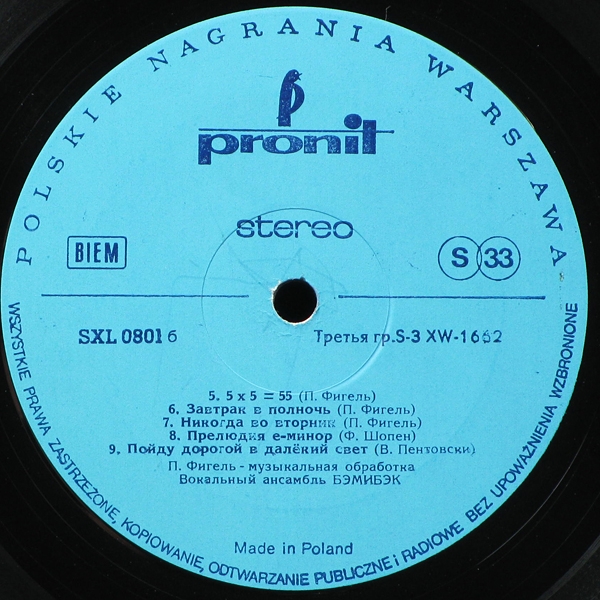 POLSKIE NAGRANIA WARSZAWA
pronit
stereo
BIEM
S 33
SXL 0801 б
Третья гр.S-3 XW-1662
5. 5 x 5 = 55 (П. Фигель)
6. Завтрак в полночь (П. Фигель)
7. Никогда во вторник (П. Фигель)
8. Прелюдия e-минор (Ф. Шопен)
9. Пойду дорогой в далёкий свет (В. Пентовски)
П. Фигель - музыкальная обработка
Вокальный ансамбль БЭМИБЭК
Made in Poland
WSZYSTKIE PRAWA ZASTRZEŻONE, KOPIOWANIE, ODTWARZANIE PUBLICZNE i RADIOWE BEZ UPOWAŻNIENIA WZBRONIONE